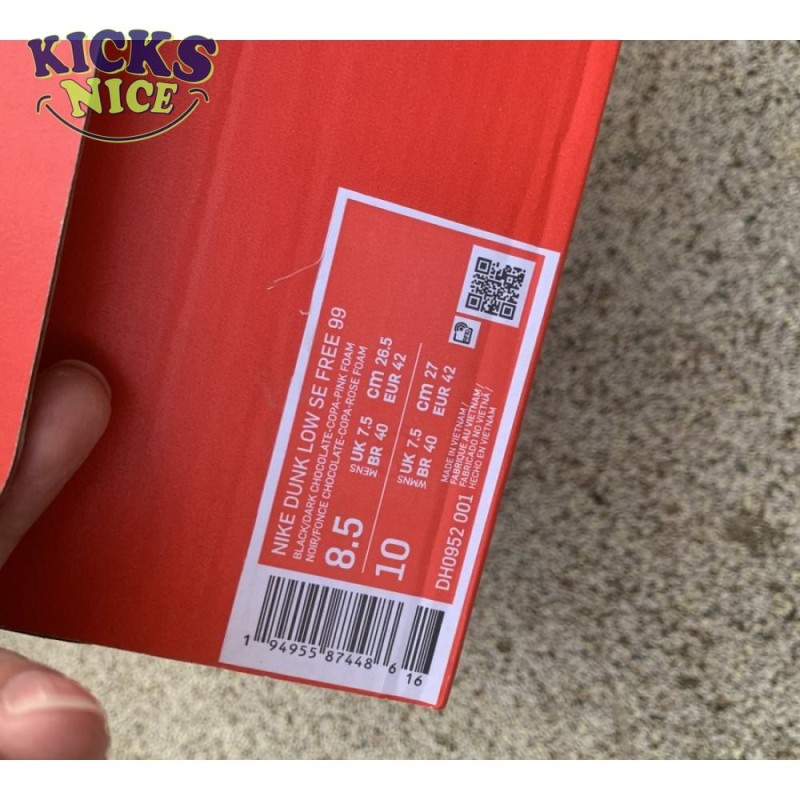 KICKS
NICE
NIKE DUNK LOW SE FREE 99
BLACK/DARK CHOCOLATE-COPA-PINK FOAM
NOIR/FONCE CHOCOLATE-COPA-ROSE FOAM
8.5
MENS
UK 7.5
cm 26.5
BR 40
EUR 42
10
WMNS
UK 7.5
cm 27
BR 40
EUR 42
DH0952 001
MADE IN VIETNAM /
FABRIQUE AU VIETNAM /
FABRICADO NO VIETNÃ /
HECHO EN VIETNAM
1 94955 87448 6 16